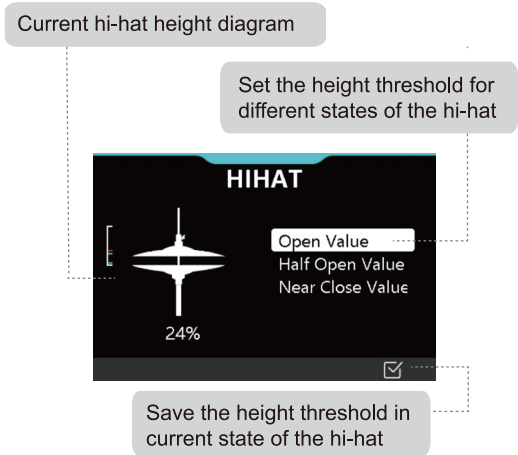 Current hi-hat height diagram
Set the height threshold for
different states of the hi-hat
HIHAT
Open Value
Half Open Value
Near Close Value
24%
Save the height threshold in
current state of the hi-hat